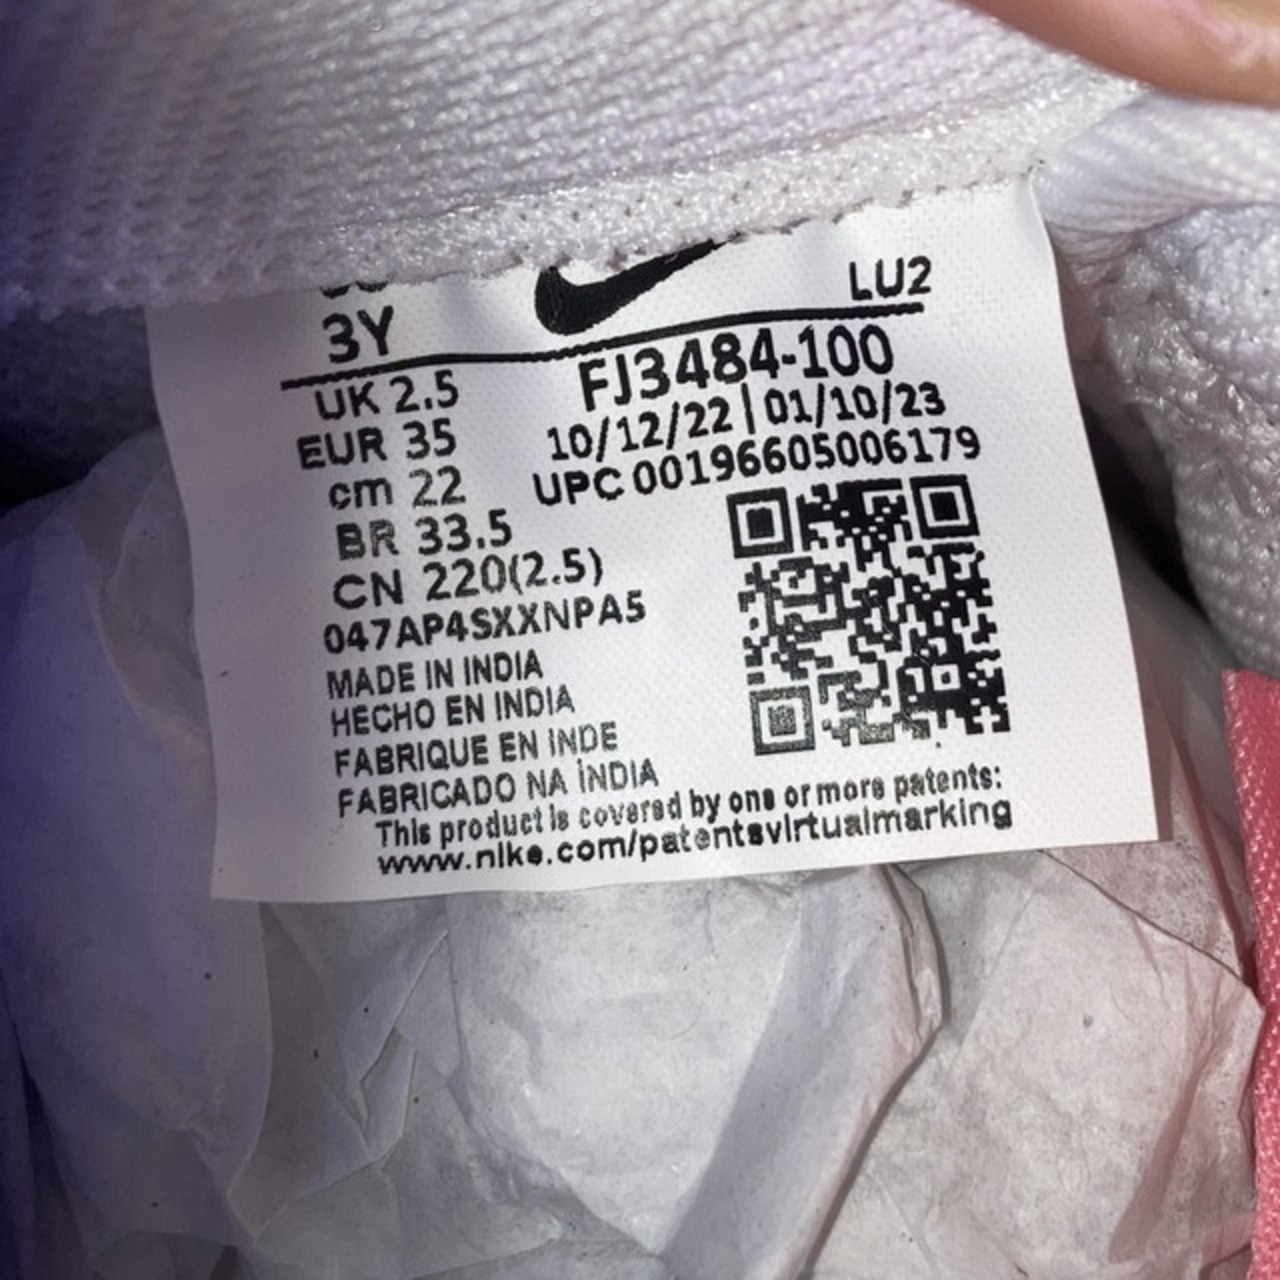 LU2
3Y
FJ3484-100
UK 2.5
10/12/22 | 01/10/23
EUR 35
UPC 00196605006179
cm 22
BR 33.5
CN 220(2.5)
047AP4SXXNPA5
MADE IN INDIA
HECHO EN INDIA
FABRIQUE EN INDE
FABRICADO NA ÍNDIA
This product is covered by one or more patents:
www.nike.com/patentsvirtualmarking